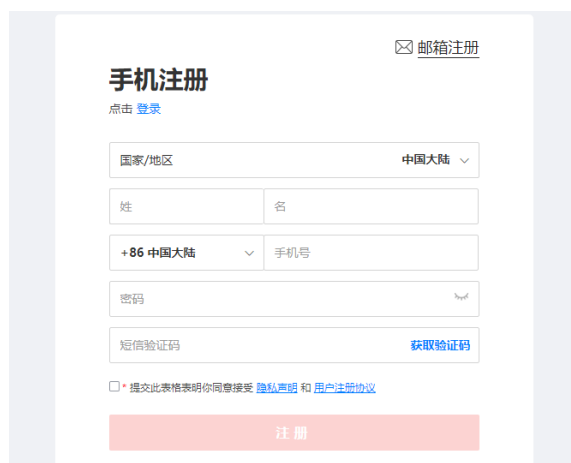 邮箱注册
手机注册
点击 登录
国家/地区 中国大陆
姓 名
+86 中国大陆 手机号
密码
短信验证码 获取验证码
* 提交此表格表明你同意接受 隐私声明 和 用户注册协议
注 册